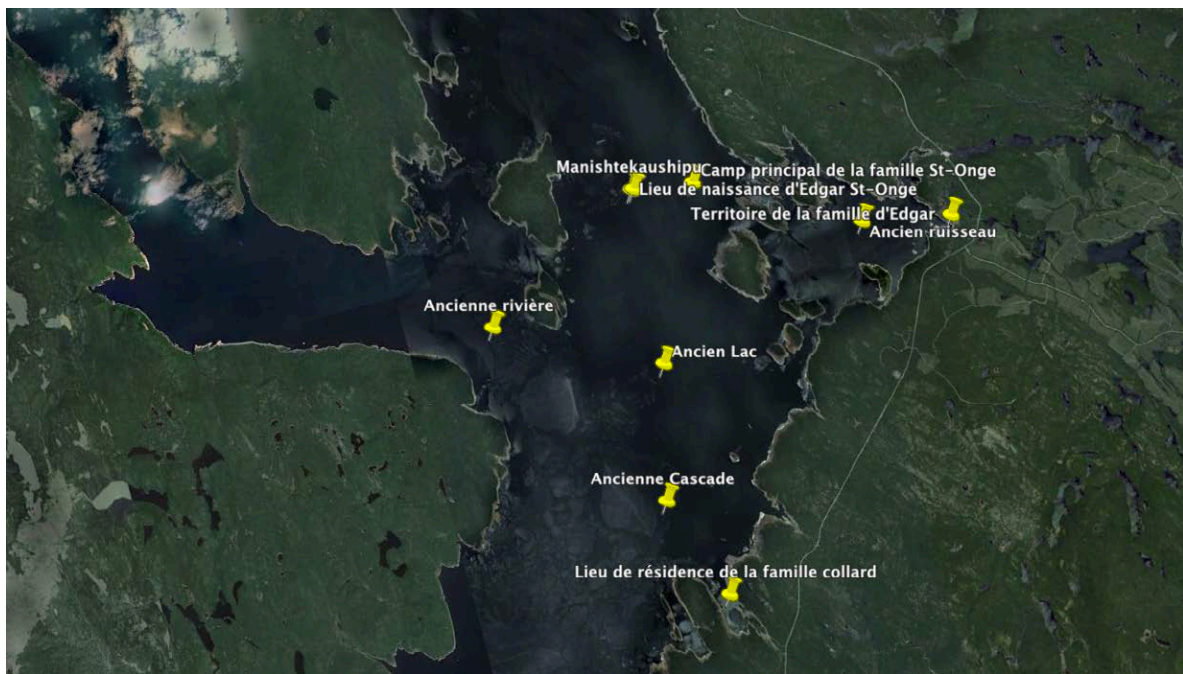 Manishtekaushipu
Camp principal de la famille St-Onge
Lieu de naissance d'Edgar St-Onge
Territoire de la famille d'Edgar
Ancien ruisseau
Ancienne rivière
Ancien Lac
Ancienne Cascade
Lieu de résidence de la famille collard